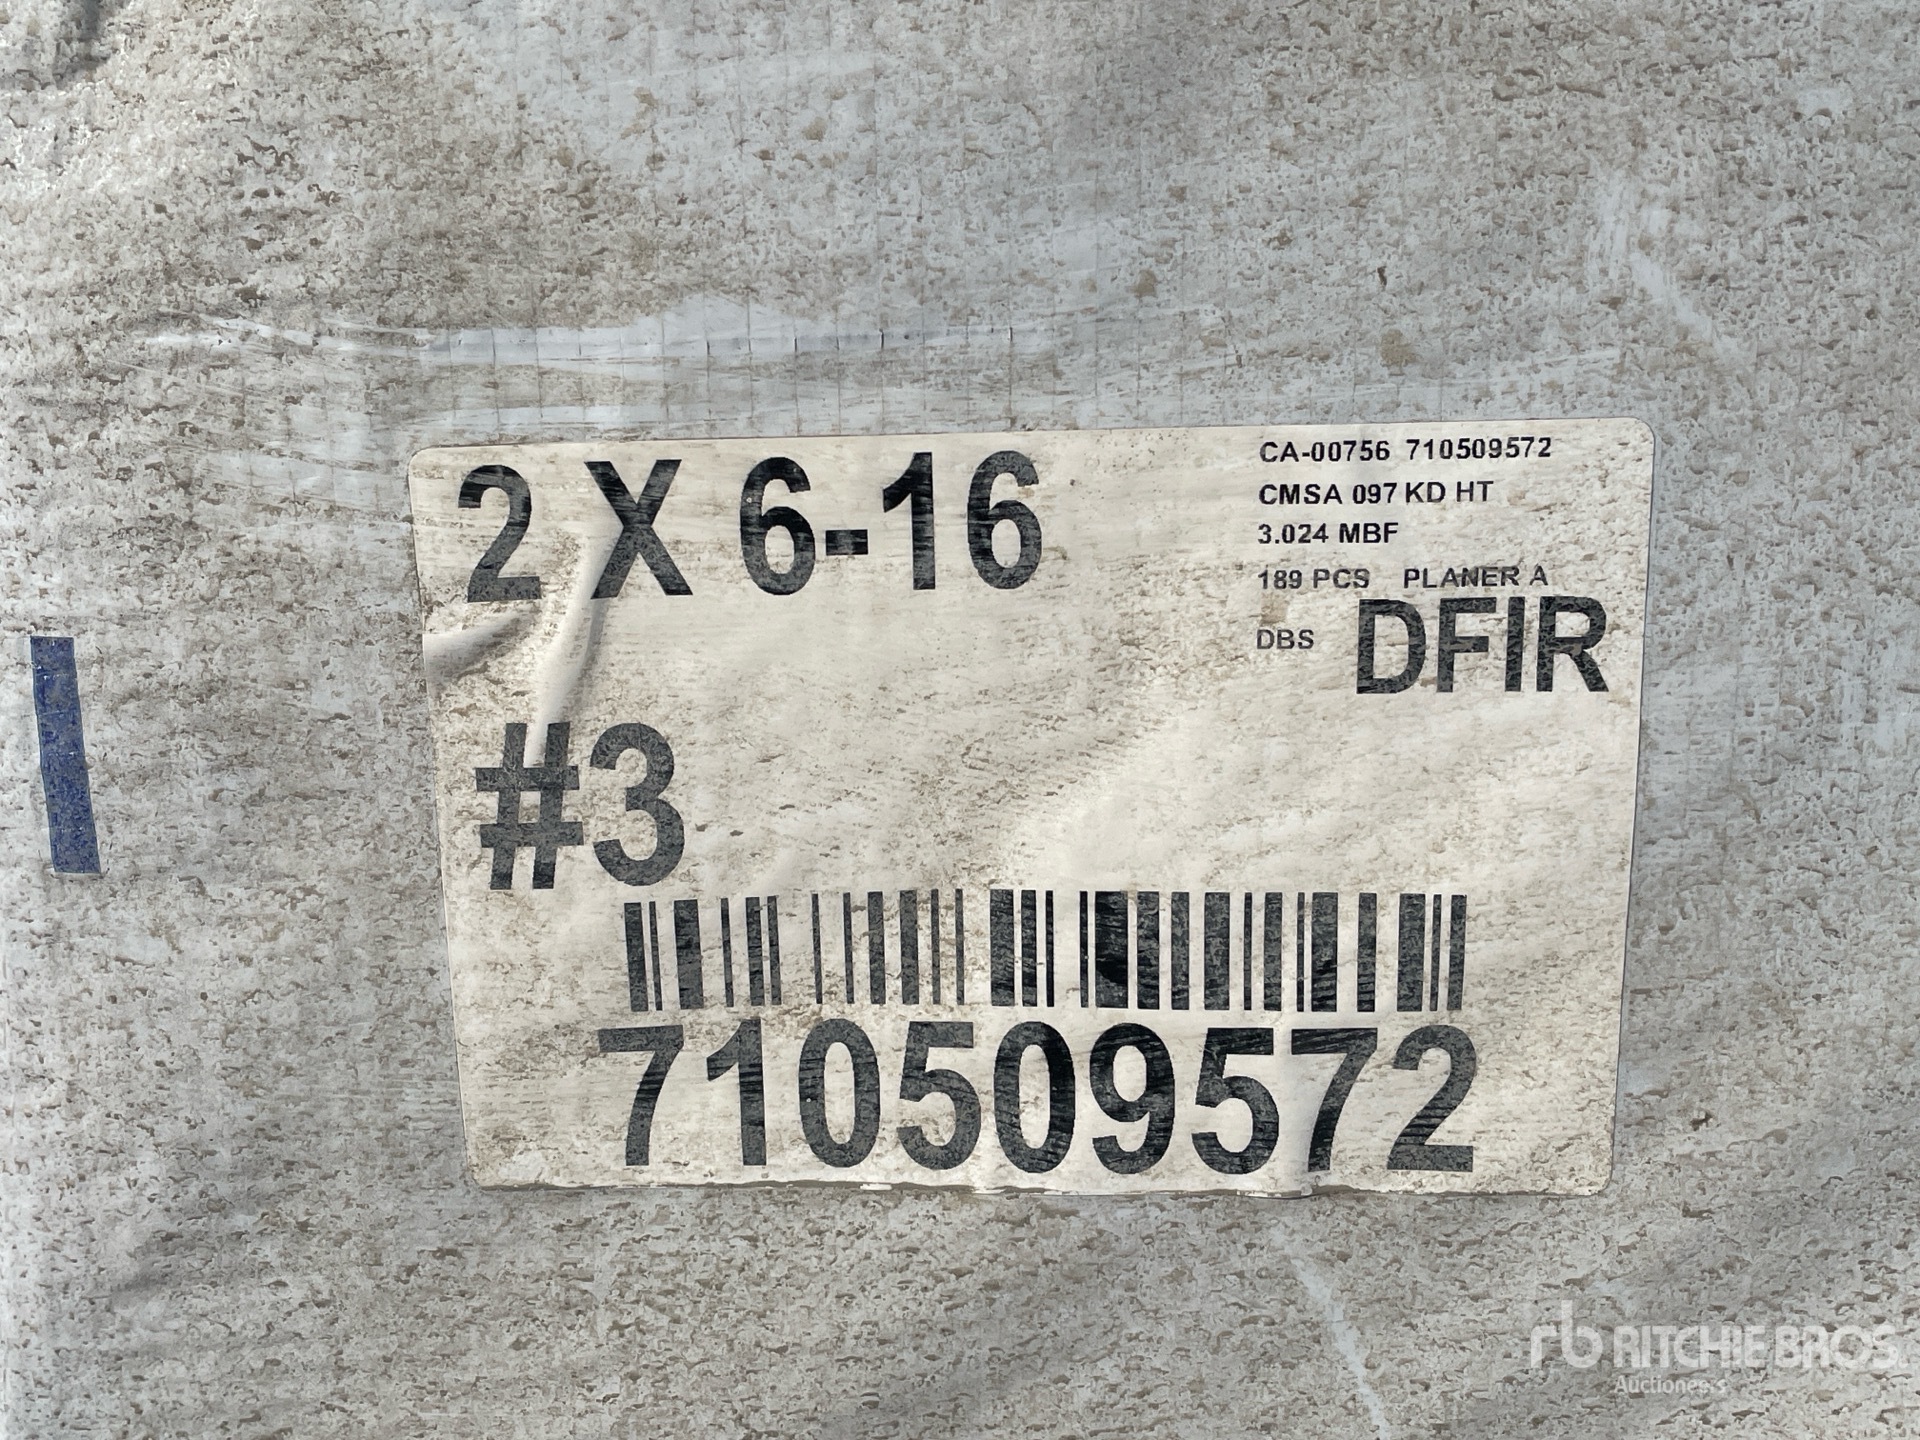 2 X 6-16
CA-00756 710509572
CMSA 097 KD HT
3.024 MBF
189 PCS PLANER A
DBS DFIR
#3
710509572
rb RITCHIE BROS.
Auctioneers